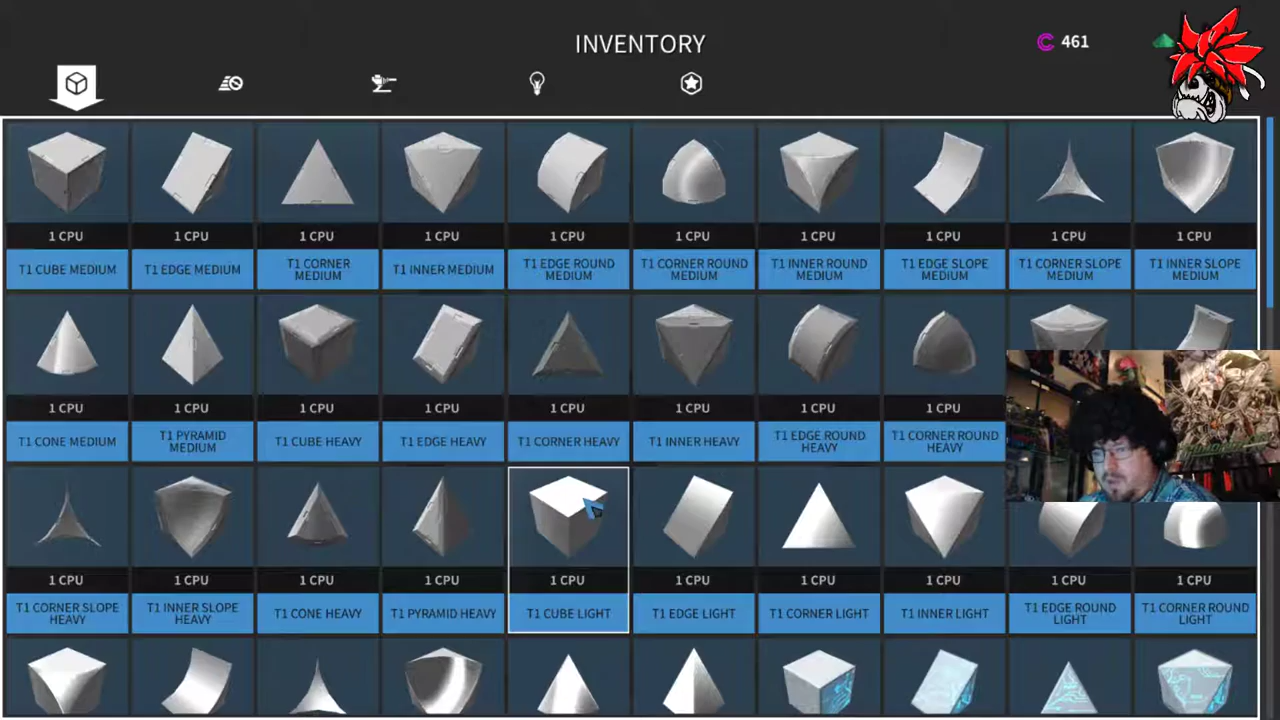 INVENTORY
461
1 CPU
1 CPU
1 CPU
1 CPU
1 CPU
1 CPU
1 CPU
1 CPU
1 CPU
1 CPU
T1 CUBE MEDIUM
T1 EDGE MEDIUM
T1 CORNER
MEDIUM
T1 INNER MEDIUM
T1 EDGE ROUND
MEDIUM
T1 CORNER ROUND
MEDIUM
T1 INNER ROUND
MEDIUM
T1 EDGE SLOPE
MEDIUM
T1 CORNER SLOPE
MEDIUM
T1 INNER SLOPE
MEDIUM
1 CPU
1 CPU
1 CPU
1 CPU
1 CPU
1 CPU
1 CPU
1 CPU
T1 CONE MEDIUM
T1 PYRAMID
MEDIUM
T1 CUBE HEAVY
T1 EDGE HEAVY
T1 CORNER HEAVY
T1 INNER HEAVY
T1 EDGE ROUND
HEAVY
T1 CORNER ROUND
HEAVY
1 CPU
1 CPU
1 CPU
1 CPU
1 CPU
1 CPU
1 CPU
1 CPU
1 CPU
1 CPU
T1 CORNER SLOPE
HEAVY
T1 INNER SLOPE
HEAVY
T1 CONE HEAVY
T1 PYRAMID HEAVY
T1 CUBE LIGHT
T1 EDGE LIGHT
T1 CORNER LIGHT
T1 INNER LIGHT
T1 EDGE ROUND
LIGHT
T1 CORNER ROUND
LIGHT